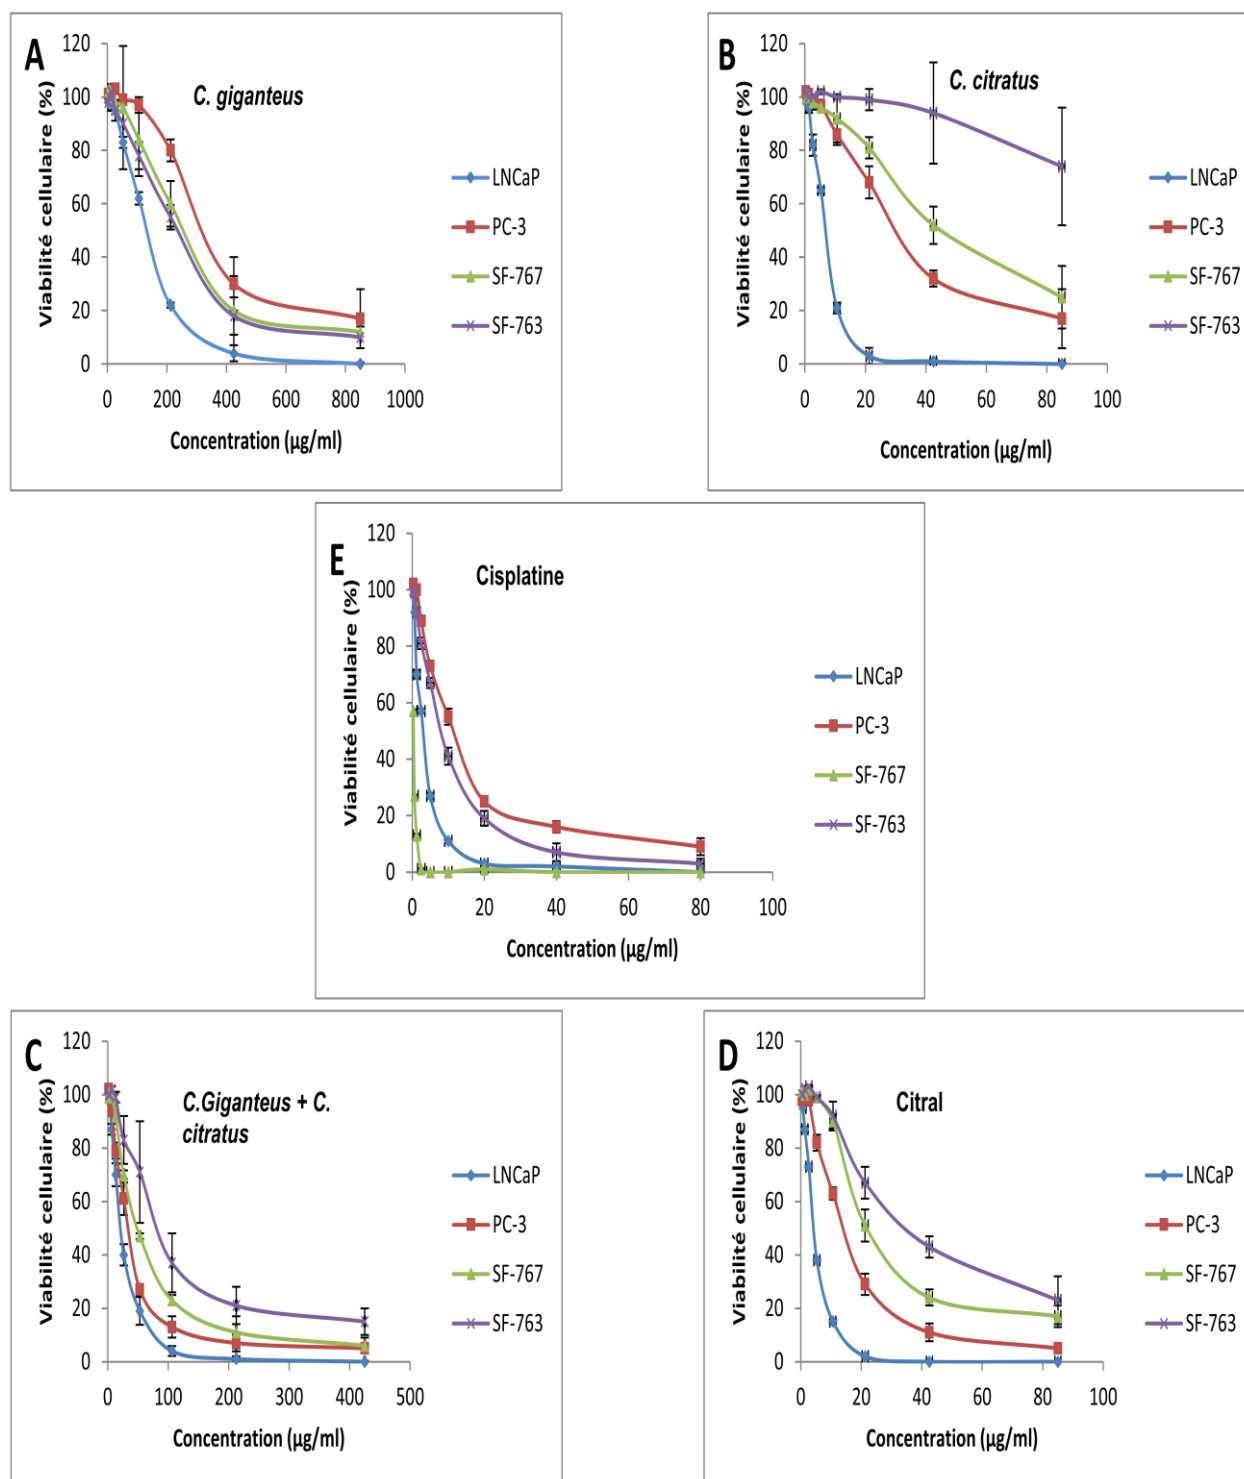 A
C. giganteus
Viabilité cellulaire (%)
120
100
80
60
40
20
0
0 200 400 600 800 1000
Concentration (µg/ml)
LNCaP
PC-3
SF-767
SF-763
B
C. citratus
Viabilité cellulaire (%)
120
100
80
60
40
20
0
0 20 40 60 80 100
Concentration (µg/ml)
LNCaP
PC-3
SF-767
SF-763
E
Cisplatine
Viabilité cellulaire (%)
120
100
80
60
40
20
0
0 20 40 60 80 100
Concentration (µg/ml)
LNCaP
PC-3
SF-767
SF-763
C
C.Giganteus + C.
citratus
Viabilité cellulaire (%)
120
100
80
60
40
20
0
0 100 200 300 400 500
Concentration (µg/ml)
LNCaP
PC-3
SF-767
SF-763
D
Citral
Viabilité cellulaire (%)
120
100
80
60
40
20
0
0 20 40 60 80 100
Concentration (µg/ml)
LNCaP
PC-3
SF-767
SF-763